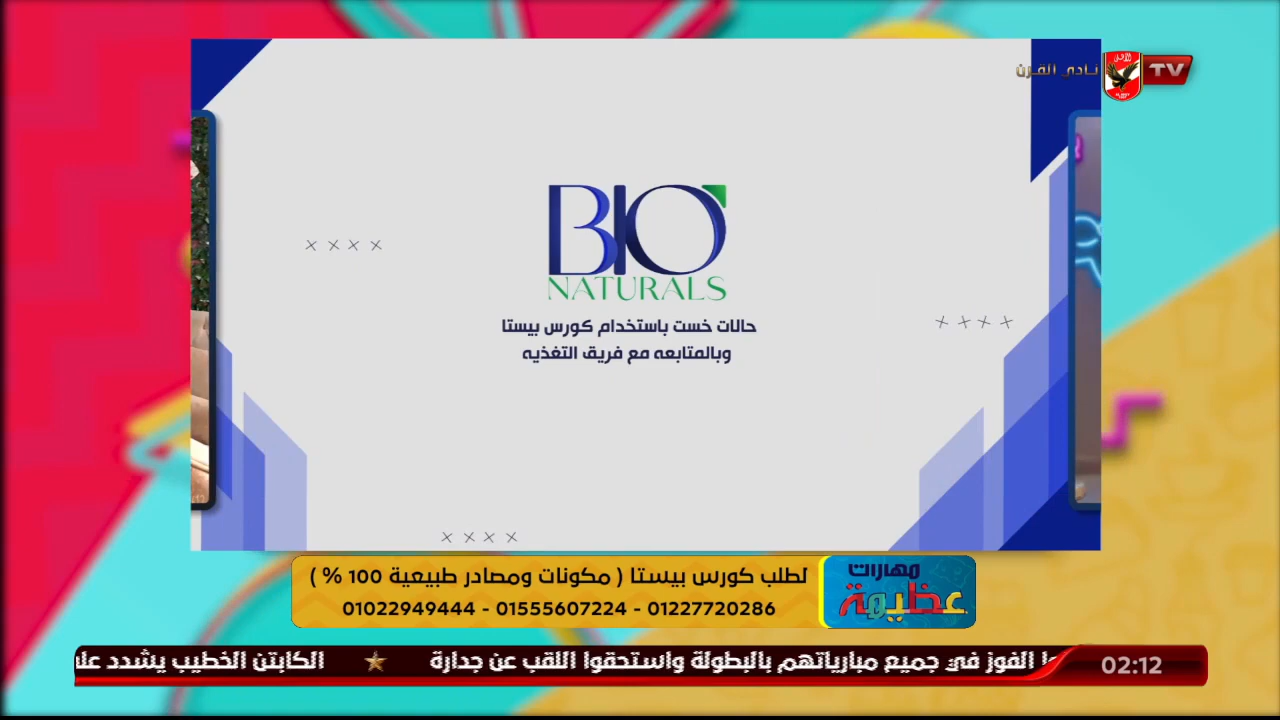 نادي القرن
TV
BIO
NATURALS
حالات خست باستخدام كورس بيستا
وبالمتابعه مع فريق التغذيه
مهارات
عظيمة
لطلب كورس بيستا ( مكونات ومصادر طبيعية 100 % )
01022949444 - 01555607224 - 01227720286
الفوز في جميع مبارياتهم بالبطولة واستحقوا اللقب عن جدارة
الكابتن الخطيب يشدد
02:12